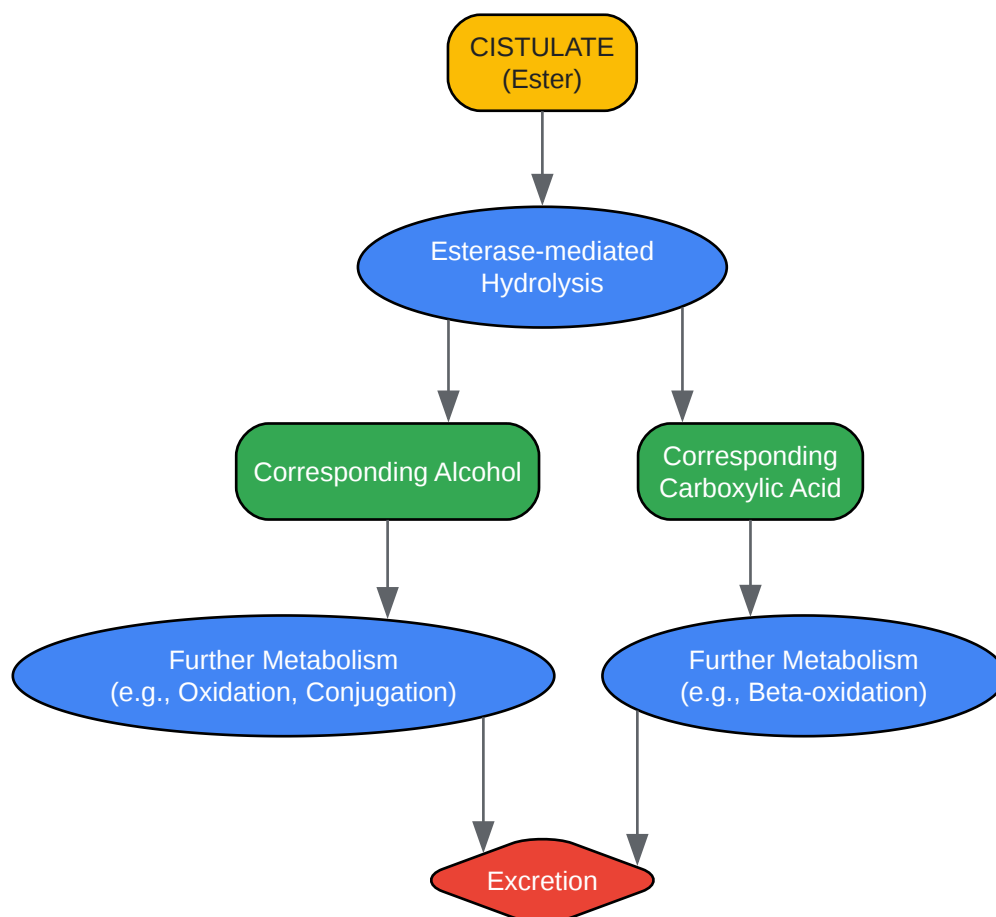 CISTULATE
(Ester)
Esterase-mediated
Hydrolysis
Corresponding Alcohol
Corresponding
Carboxylic Acid
Further Metabolism
(e.g., Oxidation, Conjugation)
Further Metabolism
(e.g., Beta-oxidation)
Excretion